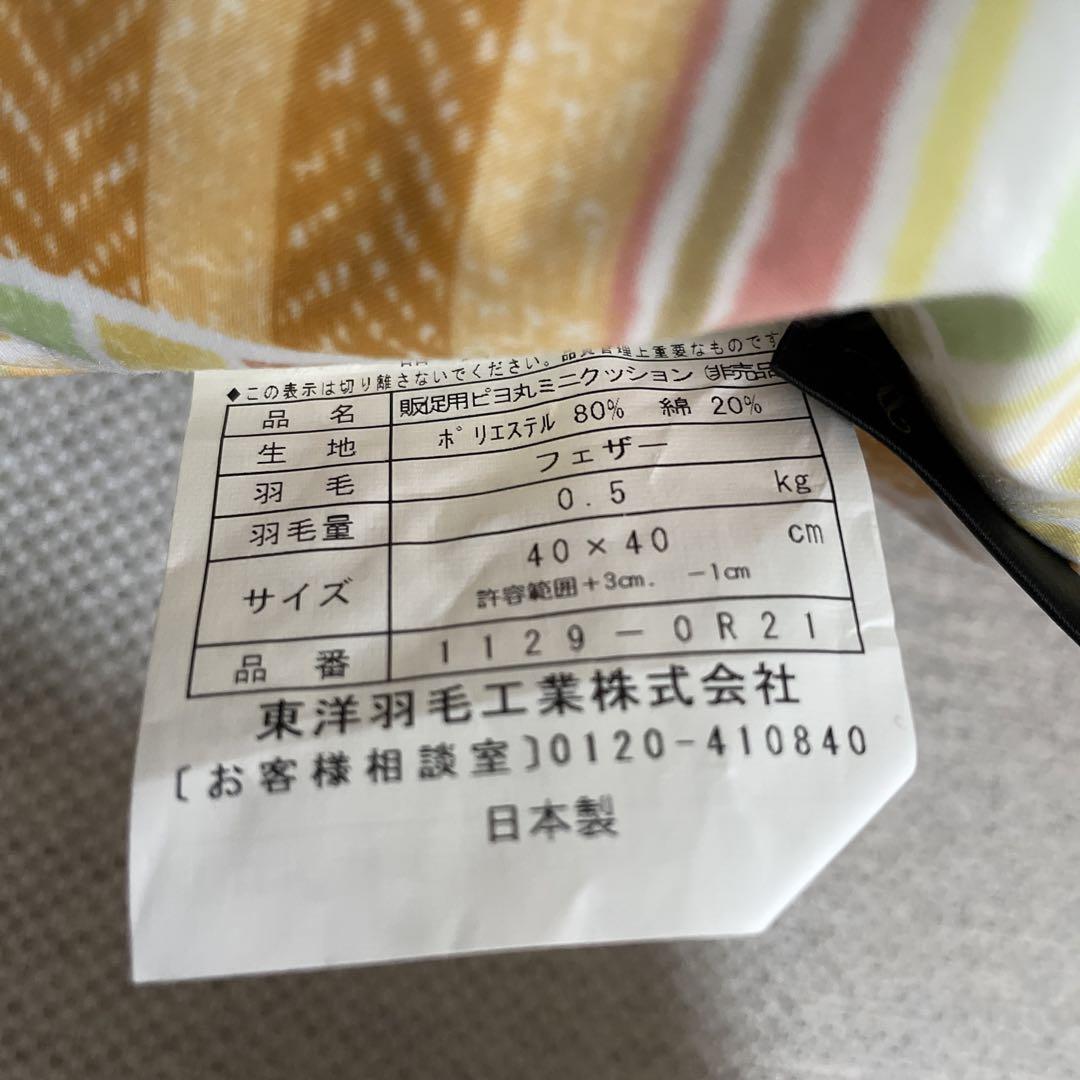 ◆この表示は切り離さないでください。品質管理上重要なものです
品名 販促用ピヨ丸ミニクッション(非売品
生地 ポリエステル 80% 綿 20%
羽毛 フェザー
羽毛量 0.5 kg
サイズ 40×40 cm
許容範囲+3cm. -1cm
品番 1129-0R21
東洋羽毛工業株式会社
〔お客様相談室〕0120-410840
日本製